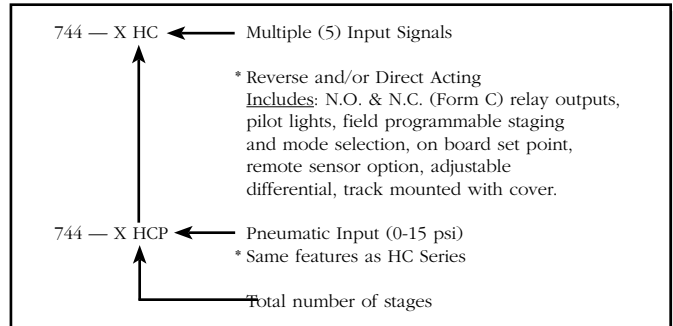 744 — X HC Multiple (5) Input Signals
* Reverse and/or Direct Acting
Includes: N.O. & N.C. (Form C) relay outputs,
pilot lights, field programmable staging
and mode selection, on board set point,
remote sensor option, adjustable
differential, track mounted with cover.
744 — X HCP Pneumatic Input (0-15 psi)
* Same features as HC Series
Total number of stages